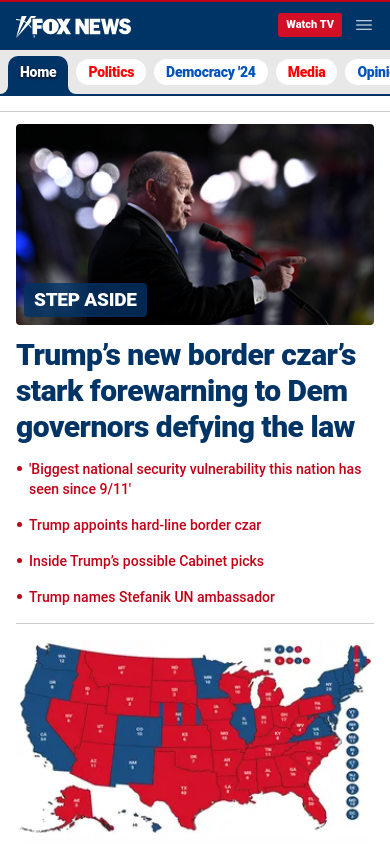 FOX NEWS
Watch TV
Home
Politics
Democracy '24
Media
Opini
STEP ASIDE
Trump's new border czar's
stark forewarning to Dem
governors defying the law
'Biggest national security vulnerability this nation has
seen since 9/11'
Trump appoints hard-line border czar
Inside Trump's possible Cabinet picks
Trump names Stefanik UN ambassador